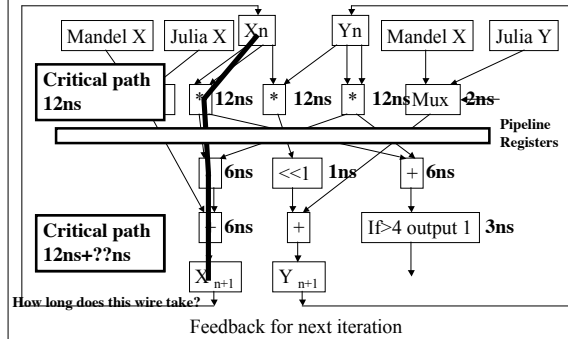 Xn
Yn
Mandel X
Julia X
Mandel X
Julia Y
Critical path
12ns
* 12ns
* 12ns
* 12ns
Mux 2ns
Pipeline
Registers
6ns
<<1 1ns
+ 6ns
Critical path
12ns+??ns
6ns
+
If>4 output 1 3ns
X n+1
Y n+1
How long does this wire take?
Feedback for next iteration